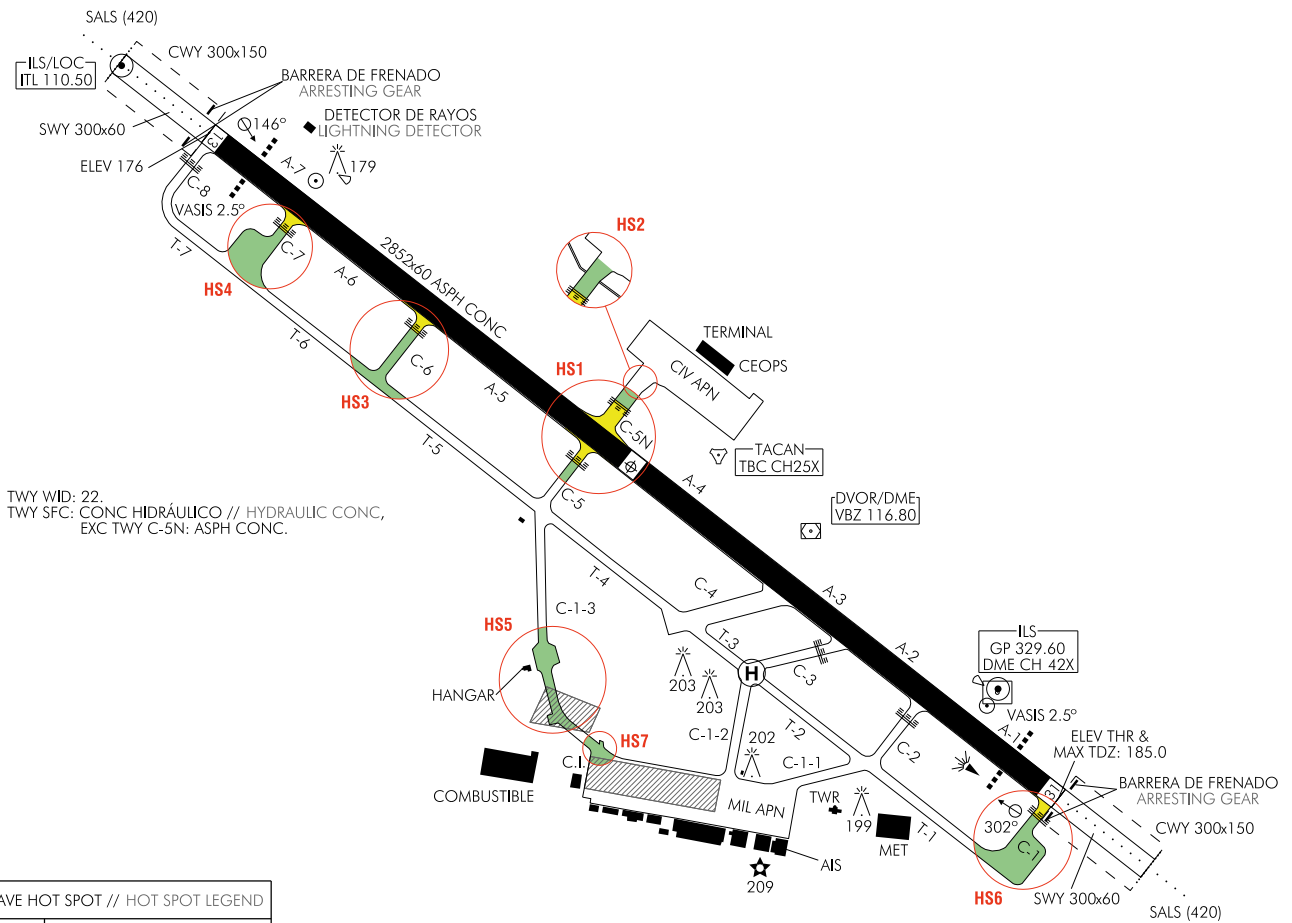 SALS (420)
CWY 300x150
ILS/LOC
ITL 110.50
BARRERA DE FRENADO
ARRESTING GEAR
SWY 300x60
146°
DETECTOR DE RAYOS
LIGHTNING DETECTOR
13
ELEV 176
A-7
179
C-8
VASIS 2.5°
HS2
C-7
T-7
2852x60 ASPH CONC
A-6
HS4
TERMINAL
T-6
C-6
CEOPS
HS1
CIV APN
A-5
HS3
C-5N
T-5
TACAN
TBC CH25X
C-5
A-4
TWY WID: 22.
TWY SFC: CONC HIDRÁULICO // HYDRAULIC CONC,
EXC TWY C-5N: ASPH CONC.
DVOR/DME
VBZ 116.80
T-4
C-4
A-3
C-1-3
HS5
T-3
A-2
ILS
GP 329.60
DME CH 42X
H
C-3
203
203
HANGAR
VASIS 2.5°
T-2
C-1-2
A-1
ELEV THR &
MAX TDZ: 185.0
HS7
202
C-2
C.I.
C-1-1
31
BARRERA DE FRENADO
ARRESTING GEAR
COMBUSTIBLE
MIL APN
TWR
199
302°
CWY 300x150
T-1
MET
C-1
AIS
209
HS6
SWY 300x60
SALS (420)
AVE HOT SPOT // HOT SPOT LEGEND